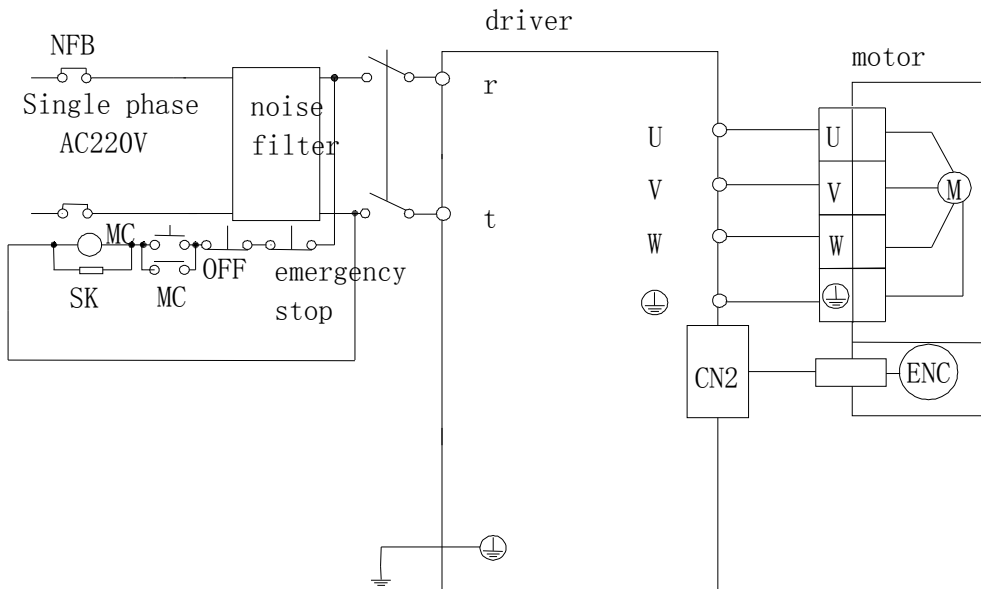 driver
NFB
motor
Single phase
AC220V
noise
filter
r
U
U
V
V
M
t
W
W
MC
OFF
emergency
stop
SK
MC
CN2
ENC